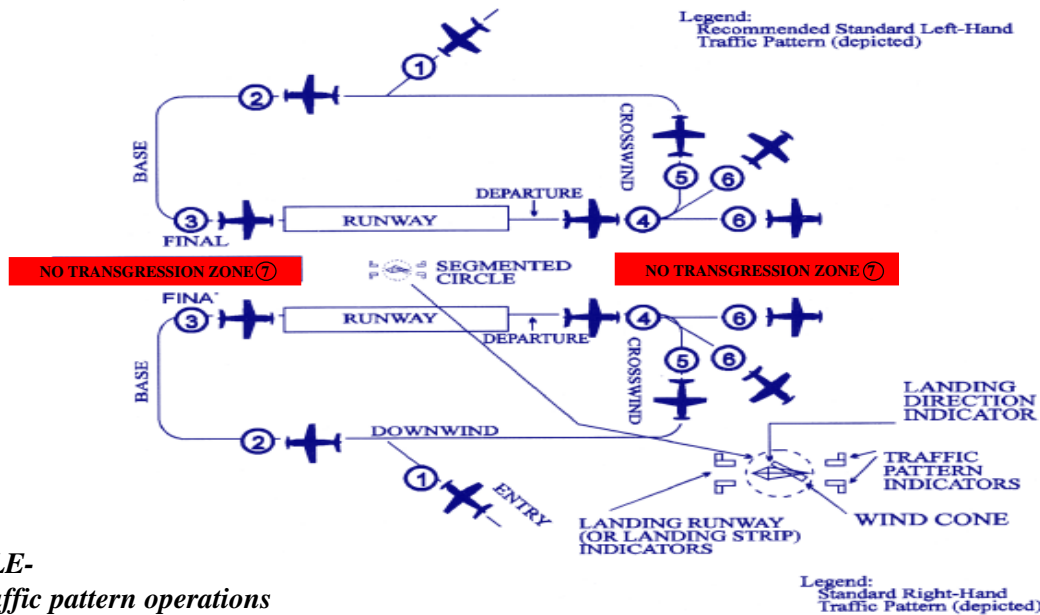 Legend:
Recommended Standard Left-Hand
Traffic Pattern (depicted)
1
2
CROSSWIND
BASE
5
6
DEPARTURE
3
RUNWAY
4
6
FINAL
NO TRANSGRESSION ZONE 7
SEGMENTED
CIRCLE
NO TRANSGRESSION ZONE 7
FINA
3
RUNWAY
4
6
DEPARTURE
BASE
CROSSWIND
5
6
LANDING
DIRECTION
INDICATOR
2
DOWNWIND
1
ENTRY
TRAFFIC
PATTERN
INDICATORS
LANDING RUNWAY
(OR LANDING STRIP)
INDICATORS
WIND CONE
LE-
affic pattern operations
Legend:
Standard Right-Hand
Traffic Pattern (depicted)